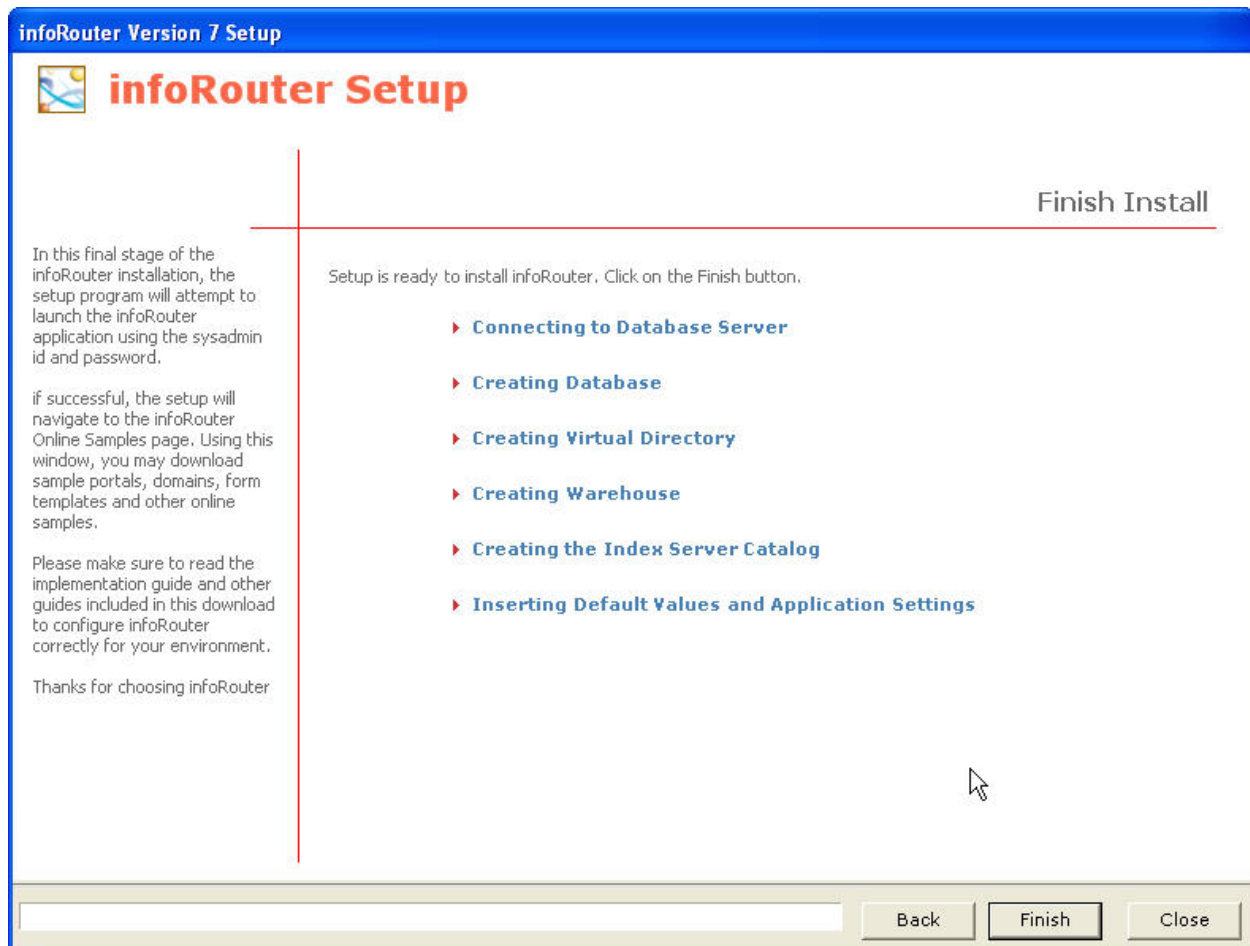 infoRouter Version 7 Setup
infoRouter Setup
Finish Install
In this final stage of the
infoRouter installation, the
setup program will attempt to
launch the infoRouter
application using the sysadmin
id and password.
if successful, the setup will
navigate to the infoRouter
Online Samples page. Using this
window, you may download
sample portals, domains, form
templates and other online
samples.
Please make sure to read the
implementation guide and other
guides included in this download
to configure infoRouter
correctly for your environment.
Thanks for choosing infoRouter
Setup is ready to install infoRouter. Click on the Finish button.
Connecting to Database Server
Creating Database
Creating Virtual Directory
Creating Warehouse
Creating the Index Server Catalog
Inserting Default Values and Application Settings
Back
Finish
Close